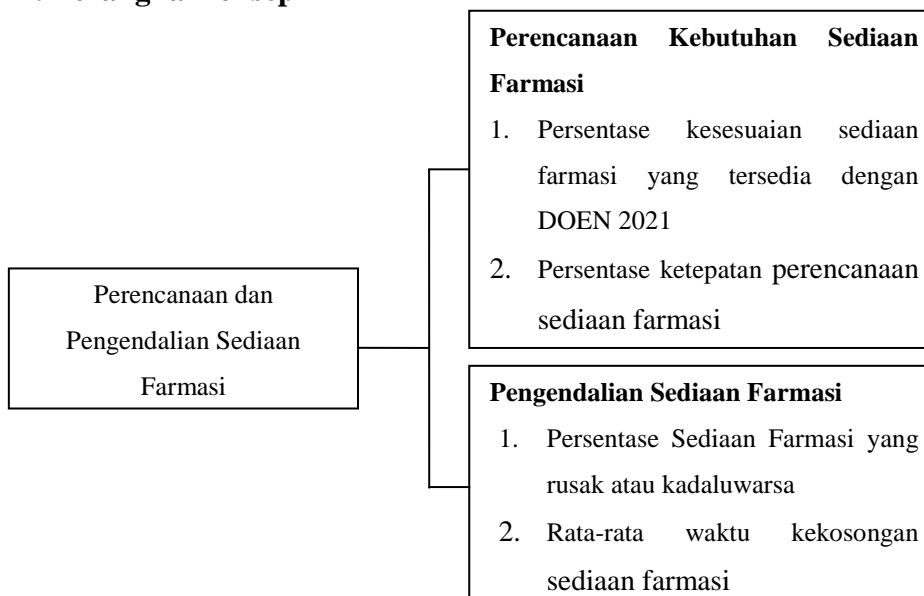 Perencanaan dan
Pengendalian Sediaan
Farmasi
Perencanaan Kebutuhan Sediaan
Farmasi
1. Persentase kesesuaian sediaan
farmasi yang tersedia dengan
DOEN 2021
2. Persentase ketepatan perencanaan
sediaan farmasi
Pengendalian Sediaan Farmasi
1. Persentase Sediaan Farmasi yang
rusak atau kadaluwarsa
2. Rata-rata waktu kekosongan
sediaan farmasi